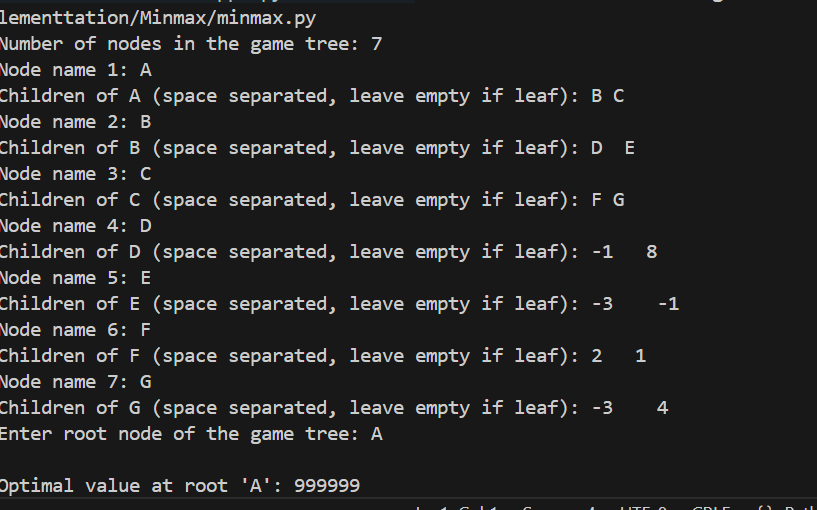 lementtation/Minmax/minmax.py
Number of nodes in the game tree: 7
Node name 1: A
Children of A (space separated, leave empty if leaf): B C
Node name 2: B
Children of B (space separated, leave empty if leaf): D  E
Node name 3: C
Children of C (space separated, leave empty if leaf): F G
Node name 4: D
Children of D (space separated, leave empty if leaf): -1   8
Node name 5: E
Children of E (space separated, leave empty if leaf): -3    -1
Node name 6: F
Children of F (space separated, leave empty if leaf): 2   1
Node name 7: G
Children of G (space separated, leave empty if leaf): -3    4
Enter root node of the game tree: A
Optimal value at root 'A': 999999